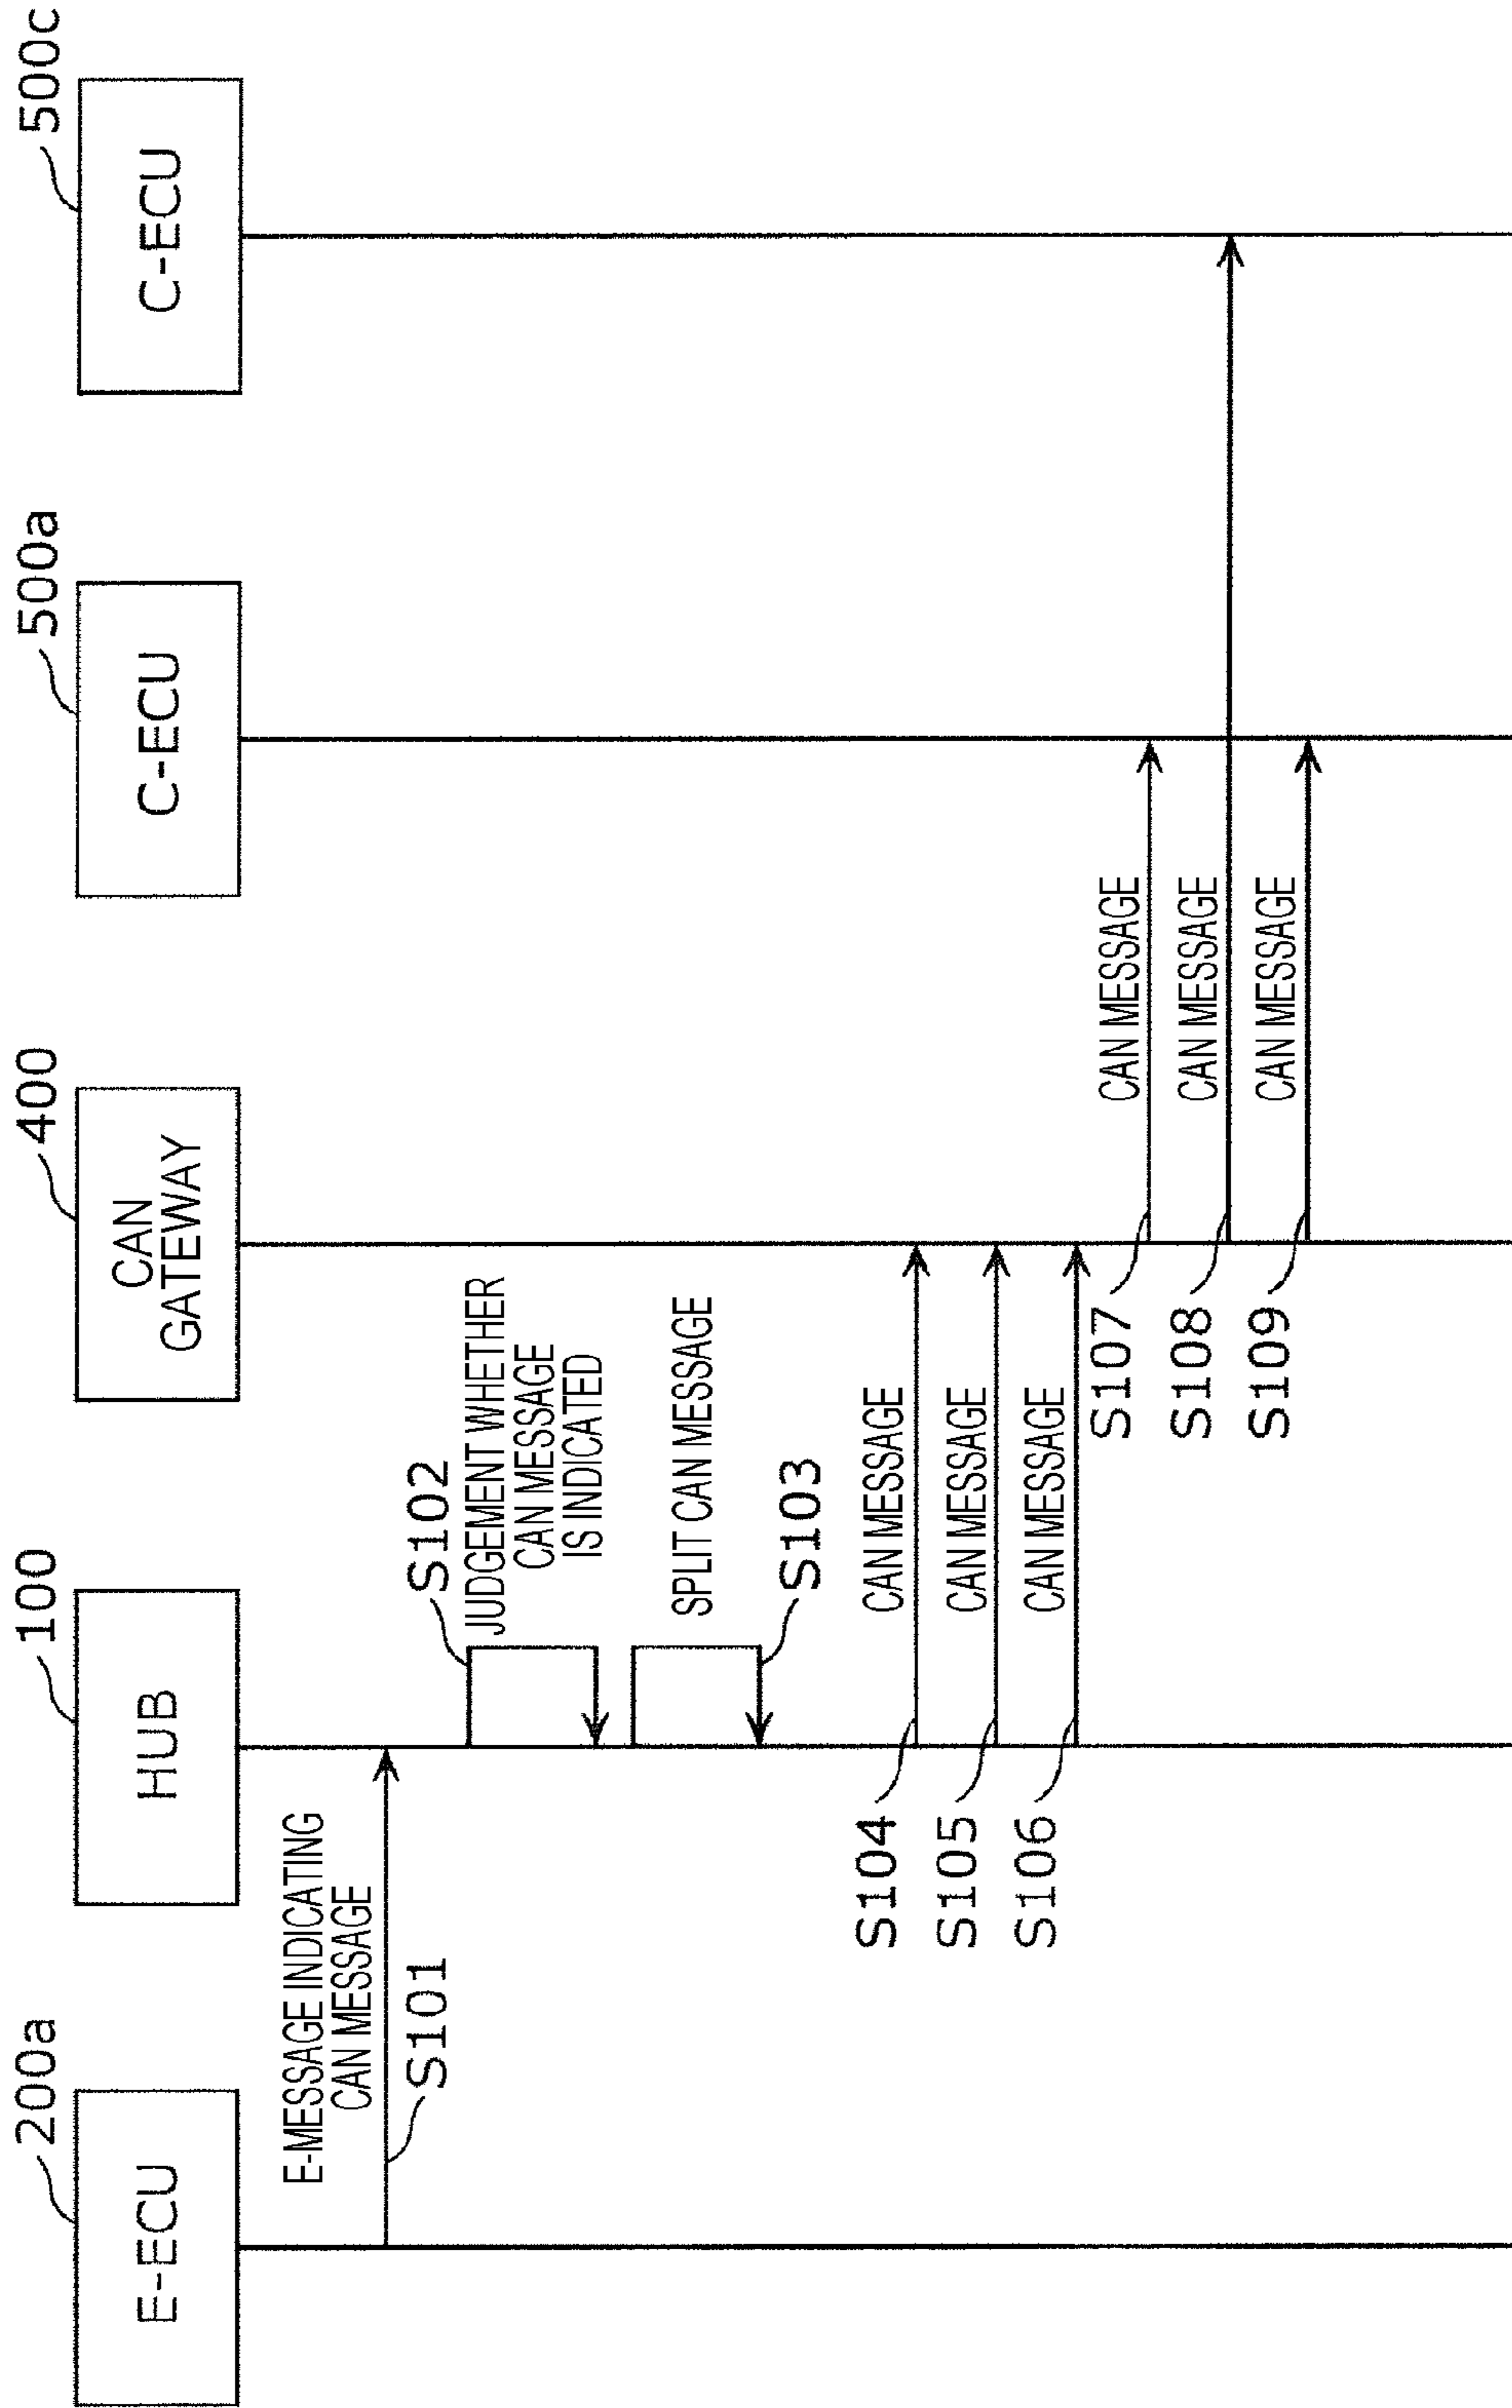 200a
E-ECU
100
HUB
400
CAN
GATEWAY
500a
C-ECU
500c
C-ECU
E-MESSAGE INDICATING
CAN MESSAGE
S101
S102
JUDGEMENT WHETHER
CAN MESSAGE
IS INDICATED
SPLIT CAN MESSAGE
S103
S104
CAN MESSAGE
S105
CAN MESSAGE
S106
CAN MESSAGE
S107
CAN MESSAGE
S108
CAN MESSAGE
S109
CAN MESSAGE